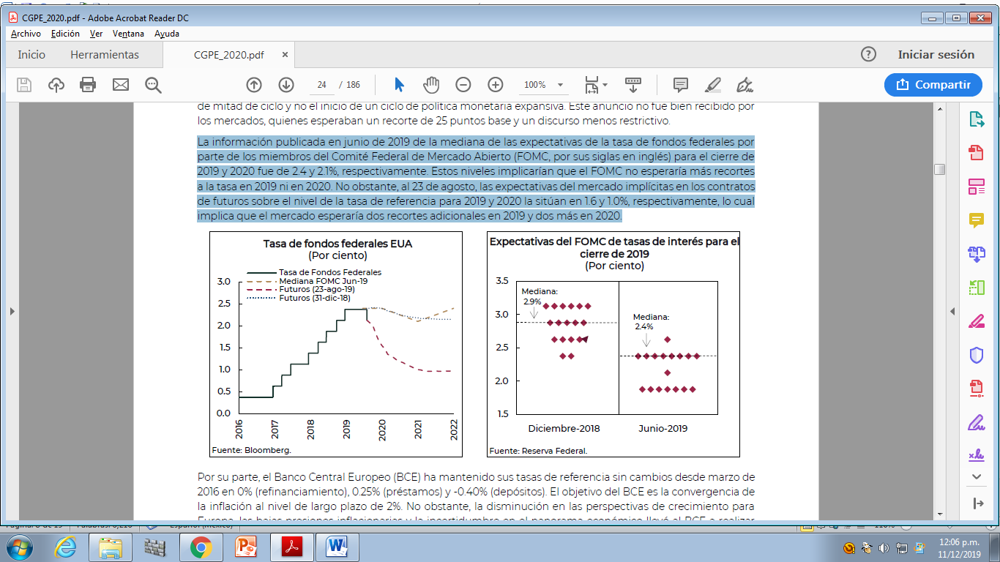 CGPE_2020.pdf - Adobe Acrobat Reader DC
Archivo Edición Ver Ventana Ayuda
Inicio Herramientas CGPE_2020.pdf × Iniciar sesión
24 / 186 100% Compartir
de mitad de ciclo y no el inicio de un ciclo de política monetaria expansiva. Este anuncio no fue bien recibido por
los mercados, quienes esperaban un recorte de 25 puntos base y un discurso menos restrictivo.
La información publicada en junio de 2019 de la mediana de las expectativas de la tasa de fondos federales por
parte de los miembros del Comité Federal de Mercado Abierto (FOMC, por sus siglas en inglés) para el cierre de
2019 y 2020 fue de 2.4 y 2.1%, respectivamente. Estos niveles implicarían que el FOMC no esperaría más recortes
a la tasa en 2019 ni en 2020. No obstante, al 23 de agosto, las expectativas del mercado implícitas en los contratos
de futuros sobre el nivel de la tasa de referencia para 2019 y 2020 la sitúan en 1.6 y 1.0%, respectivamente, lo cual
implica que el mercado esperaría dos recortes adicionales en 2019 y dos más en 2020.
Tasa de fondos federales EUA
(Por ciento)
Tasa de Fondos Federales
Mediana FOMC Jun-19
Futuros (23-ago-19)
Futuros (31-dic-18)
3.0
2.5
2.0
1.5
1.0
0.5
0.0
2016 2017 2018 2019 2020 2021 2022
Fuente: Bloomberg.
Expectativas del FOMC de tasas de interés para el
cierre de 2019
(Por ciento)
3.5
3.0
2.5
2.0
1.5
Mediana:
2.9%
Mediana:
2.4%
Diciembre-2018 Junio-2019
Fuente: Reserva Federal.
Por su parte, el Banco Central Europeo (BCE) ha mantenido sus tasas de referencia sin cambios desde marzo de
2016 en 0% (refinanciamiento), 0.25% (préstamos) y -0.40% (depósitos). El objetivo del BCE es la convergencia de
la inflación al nivel de largo plazo de 2%. No obstante, la disminución en las perspectivas de crecimiento para
Europa, las bajas presiones inflacionarias y la incertidumbre en el panorama económico llevó al BCE a realizar
12:06 p.m.
11/12/2019